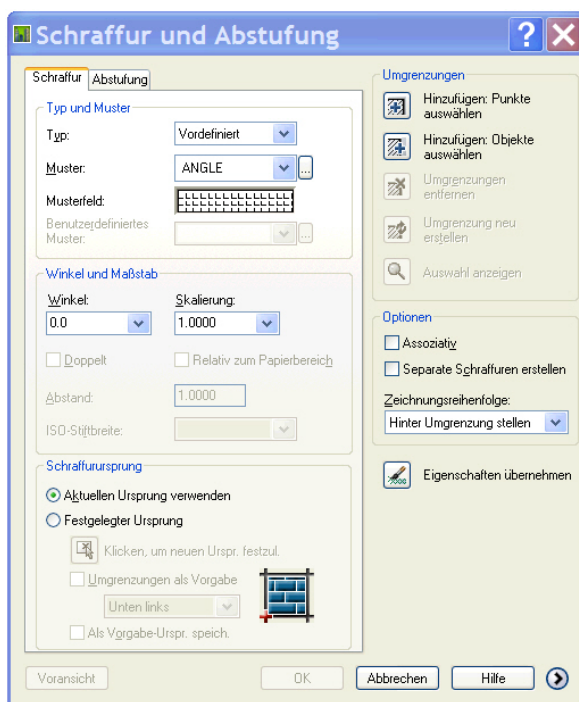 Schraffur und Abstufung
Schraffur
Abstufung
Typ und Muster
Typ:
Vordefiniert
Muster:
ANGLE
...
Musterfeld:
Benutzerdefiniertes
Muster:
...
Winkel und Maßstab
Winkel:
Skalierung:
0.0
1.0000
Doppelt
Relativ zum Papierbereich
Abstand:
1.0000
ISO-Stiftbreite:
Schraffurursprung
Aktuellen Ursprung verwenden
Festgelegter Ursprung
Klicken, um neuen Urspr. festzul.
Umgrenzungen als Vorgabe
Unten links
Als Vorgabe-Urspr. speich.
Umgrenzungen
Hinzufügen: Punkte
auswählen
Hinzufügen: Objekte
auswählen
Umgrenzungen
entfernen
Umgrenzung neu
erstellen
Auswahl anzeigen
Optionen
Assoziativ
Separate Schraffuren erstellen
Zeichnungsreihenfolge:
Hinter Umgrenzung stellen
Eigenschaften übernehmen
Voransicht
OK
Abbrechen
Hilfe